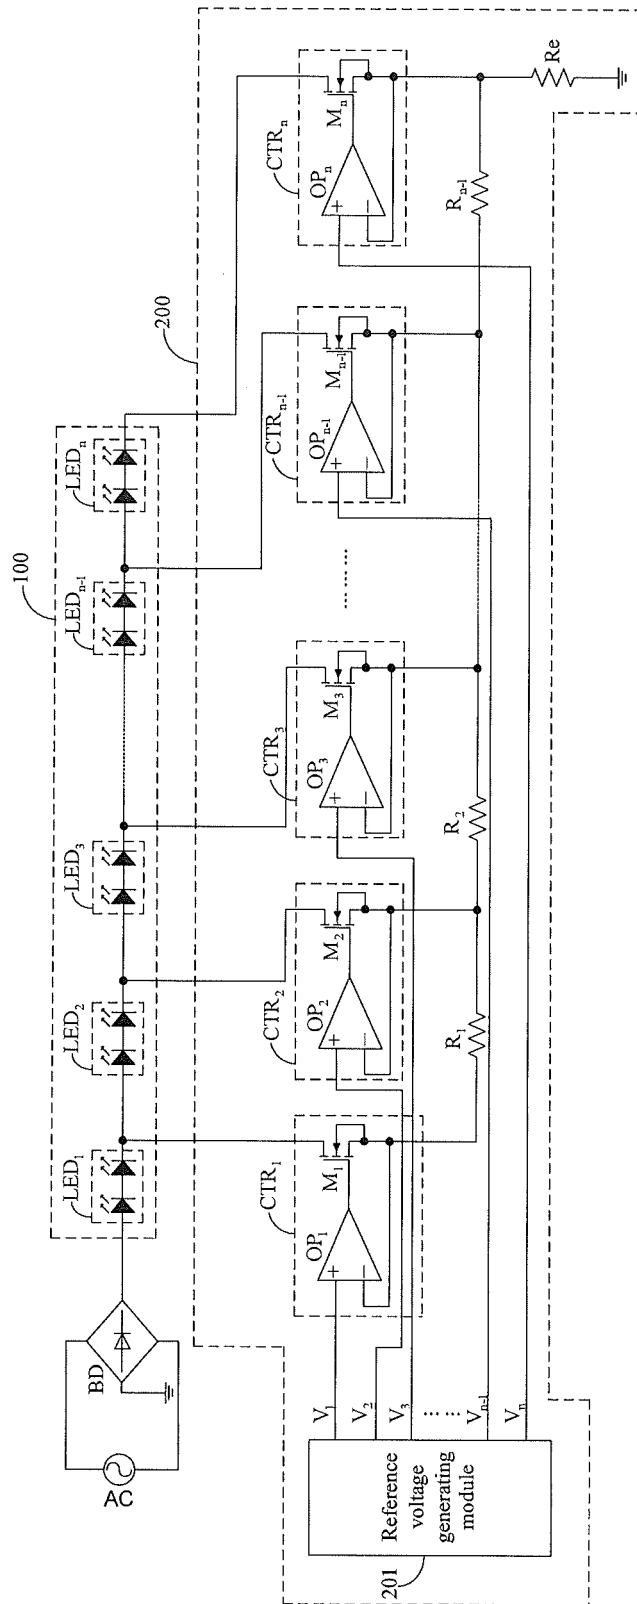 AC
BD
100
LED₁
LED₂
LED₃
LEDₙ₋₁
LEDₙ
200
CTR₁
OP₁
+
−
M₁
CTR₂
OP₂
+
−
M₂
CTR₃
OP₃
+
−
M₃
........
CTRₙ₋₁
OPₙ₋₁
+
−
Mₙ₋₁
CTRₙ
OPₙ
+
−
Mₙ
R₁
R₂
Rₙ₋₁
Re
V₁
V₂
V₃
......
Vₙ₋₁
Vₙ
Reference
voltage
generating
module
201